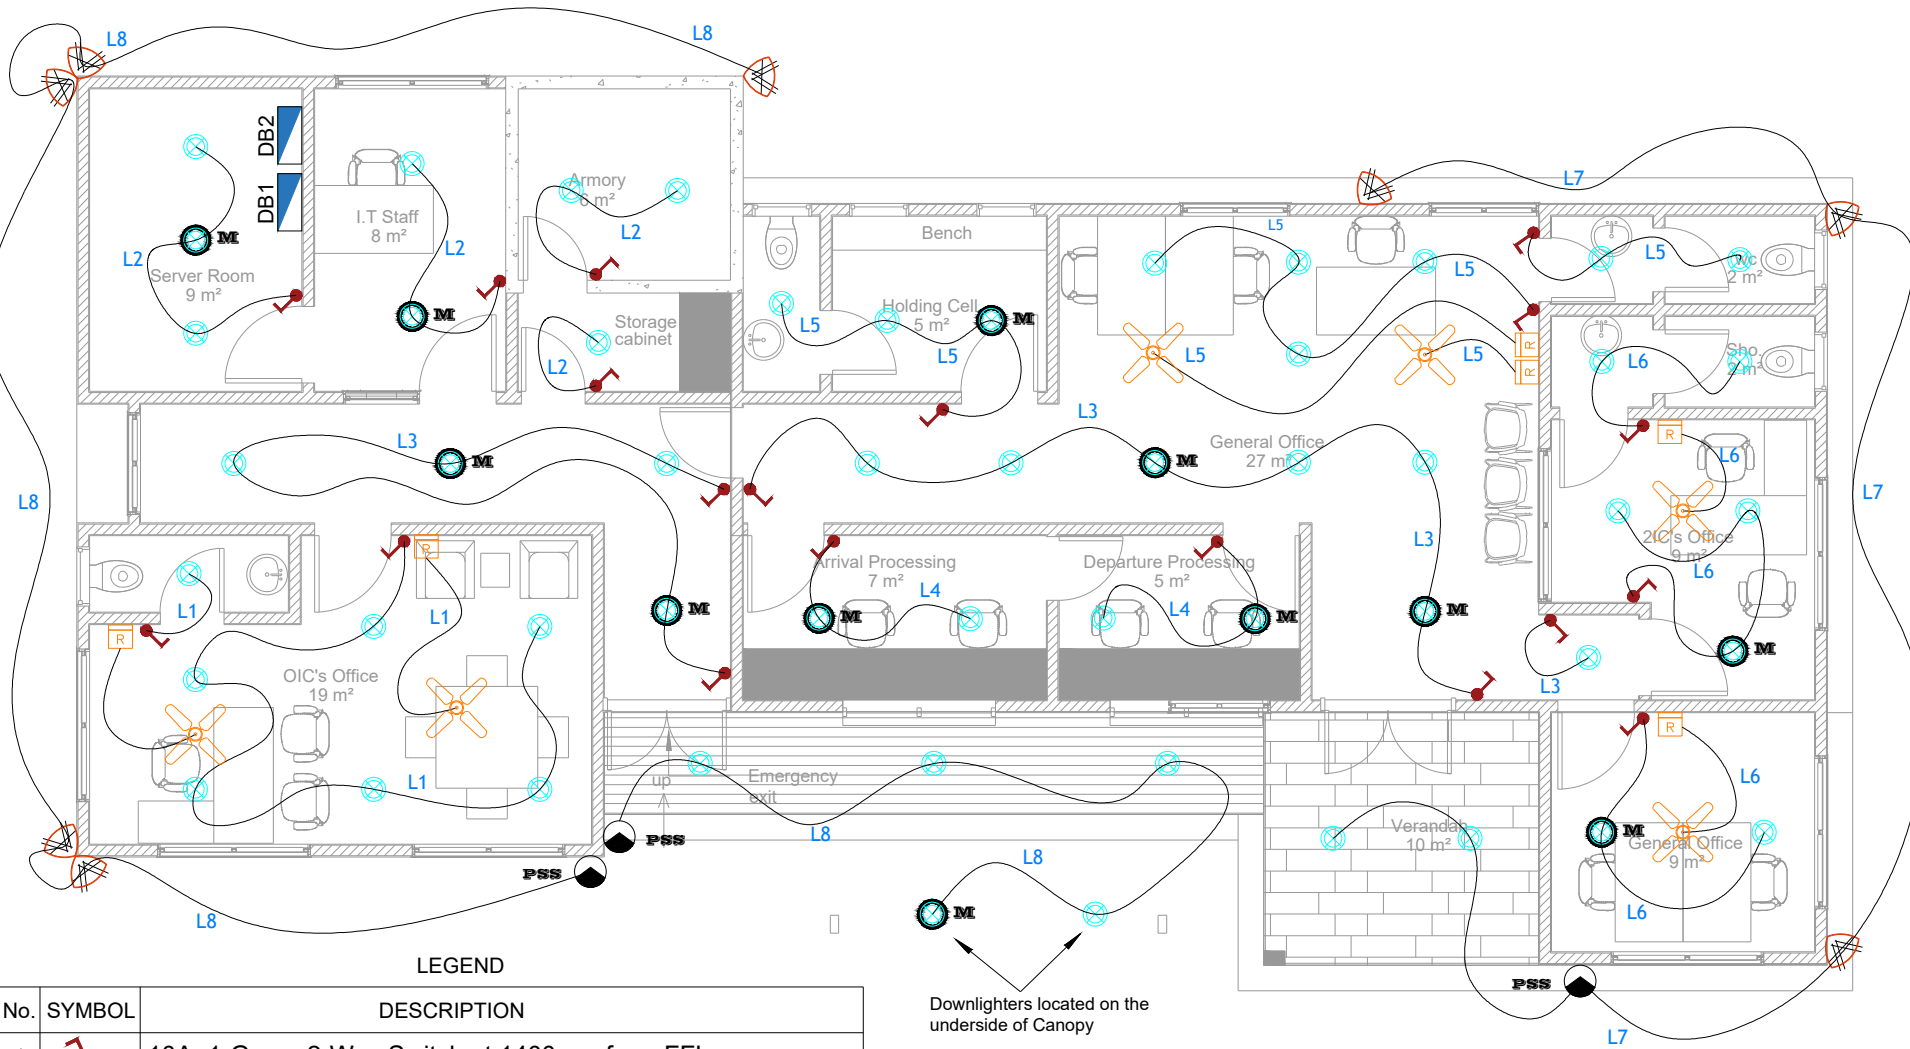 L8
L8
DB2
DB1
Armory
6 m²
L7
I.T Staff
8 m²
L2
L2
L2
Server Room
9 m²
M
M
Bench
L5
L5
L5
Wc
2 m²
Holding Cell
5 m²
M
L5
L5
Storage
cabinet
L2
L5
L5
R
R
L6
Sho.
2 m²
L3
M
L3
General Office
27 m²
M
R
L6
L8
L7
Arrival Processing
7 m²
L4
M
Departure Processing
5 m²
L4
M
L3
M
2IC's Office
9 m²
L6
R
L1
L1
R
M
M
OIC's Office
19 m²
L3
L1
up
Emergency
exit
R
L6
L8
PSS
PSS
Verandah
10 m²
M
General Office
9 m²
L6
L8
L8
M
PSS
L7
Downlighters located on the
underside of Canopy
LEGEND
No. SYMBOL DESCRIPTION